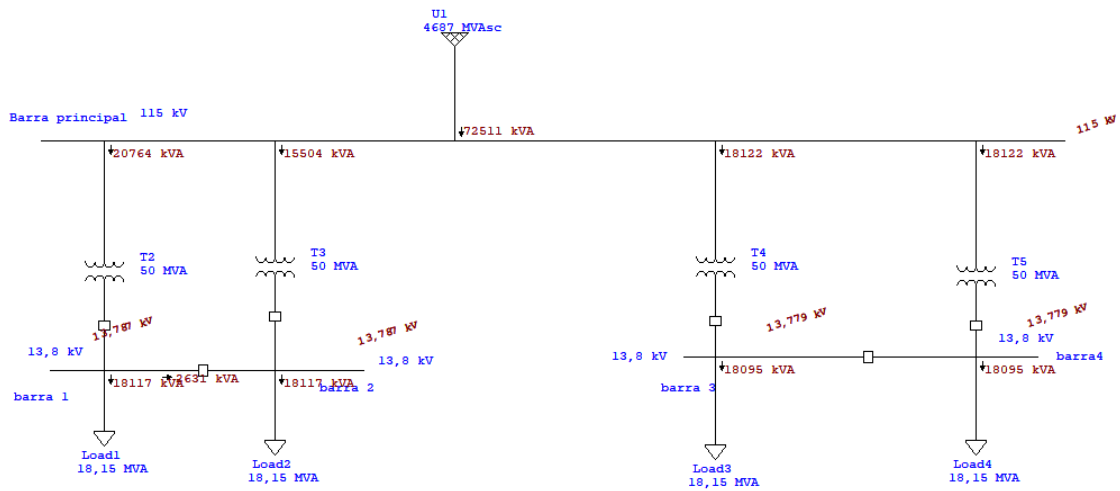 U1
4687 MVAsc
Barra principal
115 kV
72511 kVA
115 kV
20764 kVA
15504 kVA
18122 kVA
18122 kVA
T2
50 MVA
T3
50 MVA
T4
50 MVA
T5
50 MVA
13,787 kV
13,787 kV
13,779 kV
13,779 kV
13,8 kV
13,8 kV
13,8 kV
13,8 kV
barra4
18117 kVA
2631 kVA
18117 kVA
barra 2
18095 kVA
18095 kVA
barra 1
barra 3
Load1
18,15 MVA
Load2
18,15 MVA
Load3
18,15 MVA
Load4
18,15 MVA